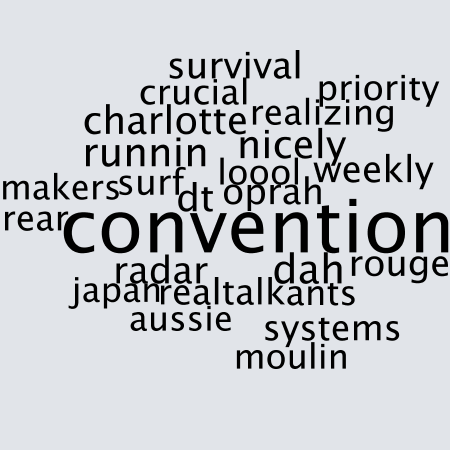 survival
crucial priority
charlotte realizing
runnin nicely
loool weekly
makers surf dt oprah
rear convention
radar dah rouge
japan realtalk ants
aussie systems
moulin